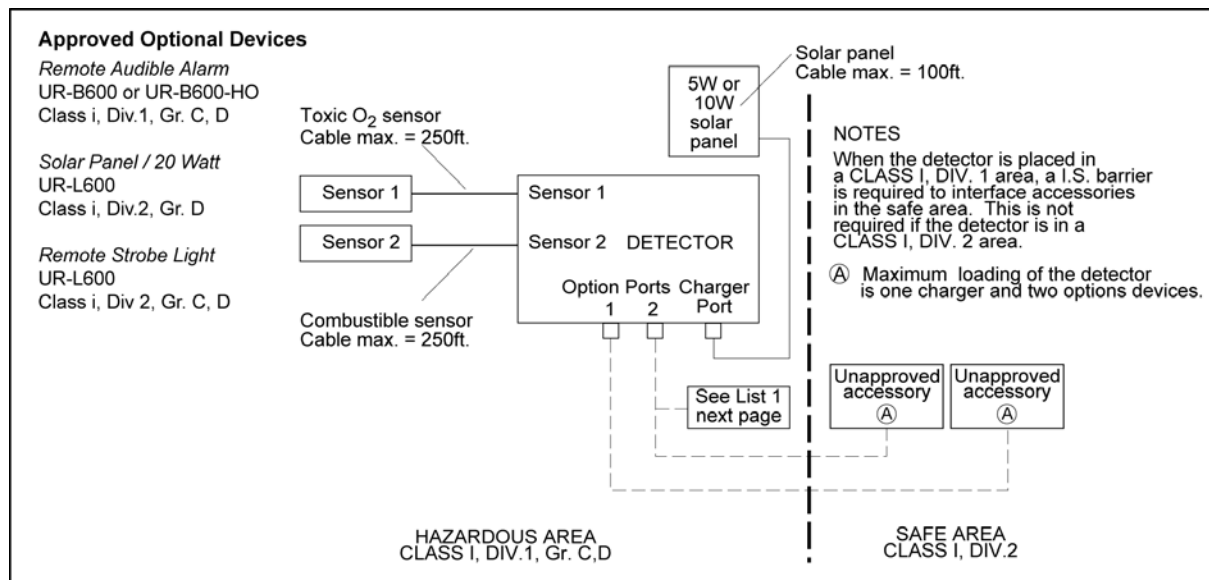 Approved Optional Devices
Remote Audible Alarm
UR-B600 or UR-B600-HO
Class i, Div.1, Gr. C, D
Solar Panel / 20 Watt
UR-L600
Class i, Div.2, Gr. D
Remote Strobe Light
UR-L600
Class i, Div 2, Gr. C, D
Toxic O2 sensor
Cable max. = 250ft.
Sensor 1
Sensor 2
Combustible sensor
Cable max. = 250ft.
Sensor 1
Sensor 2
DETECTOR
Option Ports
1 2
Charger
Port
5W or
10W
solar
panel
Solar panel
Cable max. = 100ft.
See List 1
next page
NOTES
When the detector is placed in
a CLASS I, DIV. 1 area, a I.S. barrier
is required to interface accessories
in the safe area. This is not
required if the detector is in a
CLASS I, DIV. 2 area.
Ⓐ Maximum loading of the detector
is one charger and two options devices.
Unapproved
accessory
Ⓐ
Unapproved
accessory
Ⓐ
HAZARDOUS AREA
CLASS I, DIV.1, Gr. C,D
SAFE AREA
CLASS I, DIV.2